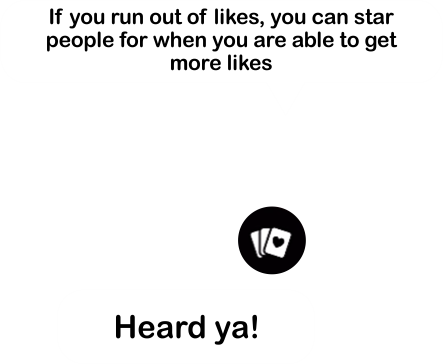 If you run out of likes, you can star
people for when you are able to get
more likes
Heard ya!